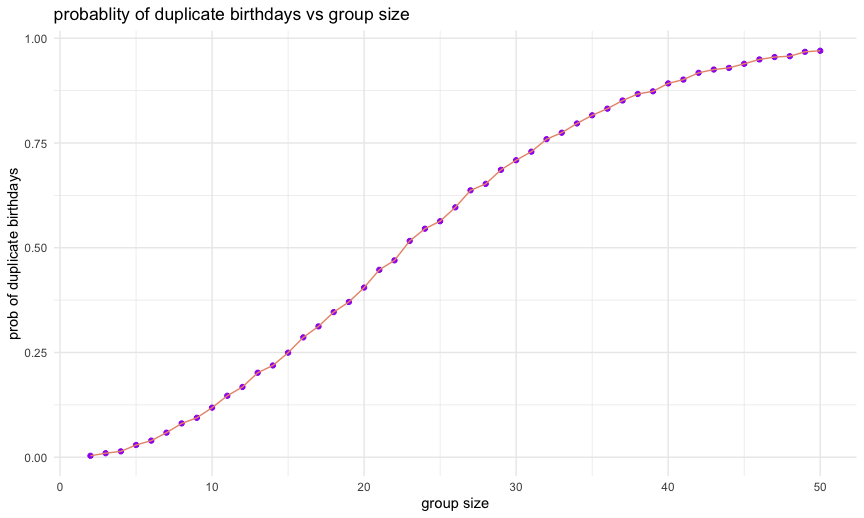 probablity of duplicate birthdays vs group size
1.00
0.75
0.50
0.25
0.00
prob of duplicate birthdays
0 10 20 30 40 50
group size